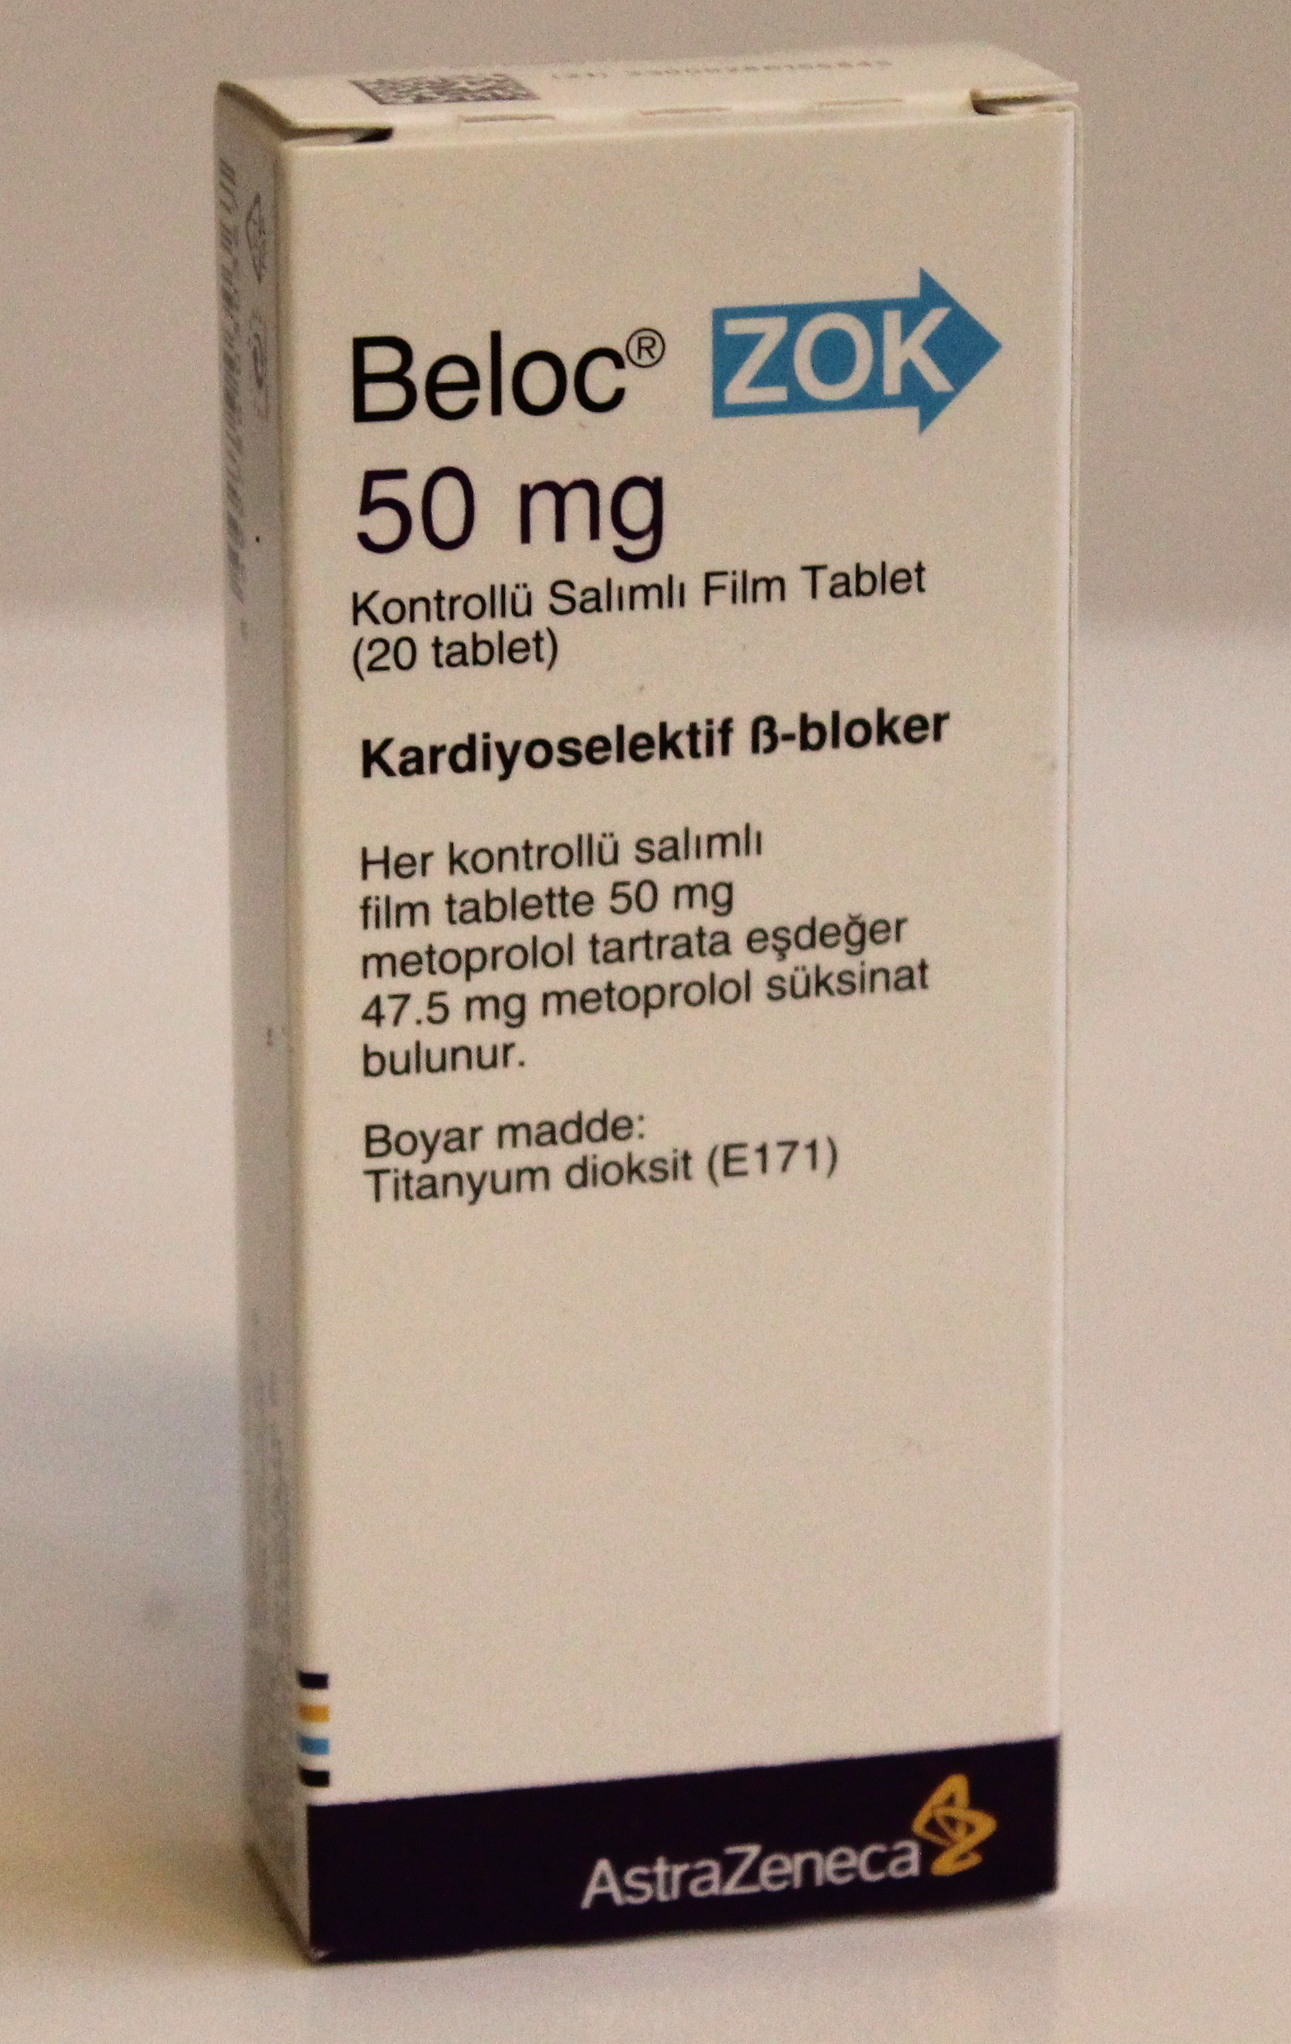 Beloc® ZOK
50 mg
Kontrollü Salımlı Film Tablet
(20 tablet)
Kardiyoselektif ß-bloker
Her kontrollü salımlı
film tablette 50 mg
metoprolol tartrata eşdeğer
47.5 mg metoprolol süksinat
bulunur.
Boyar madde:
Titanyum dioksit (E171)
AstraZeneca